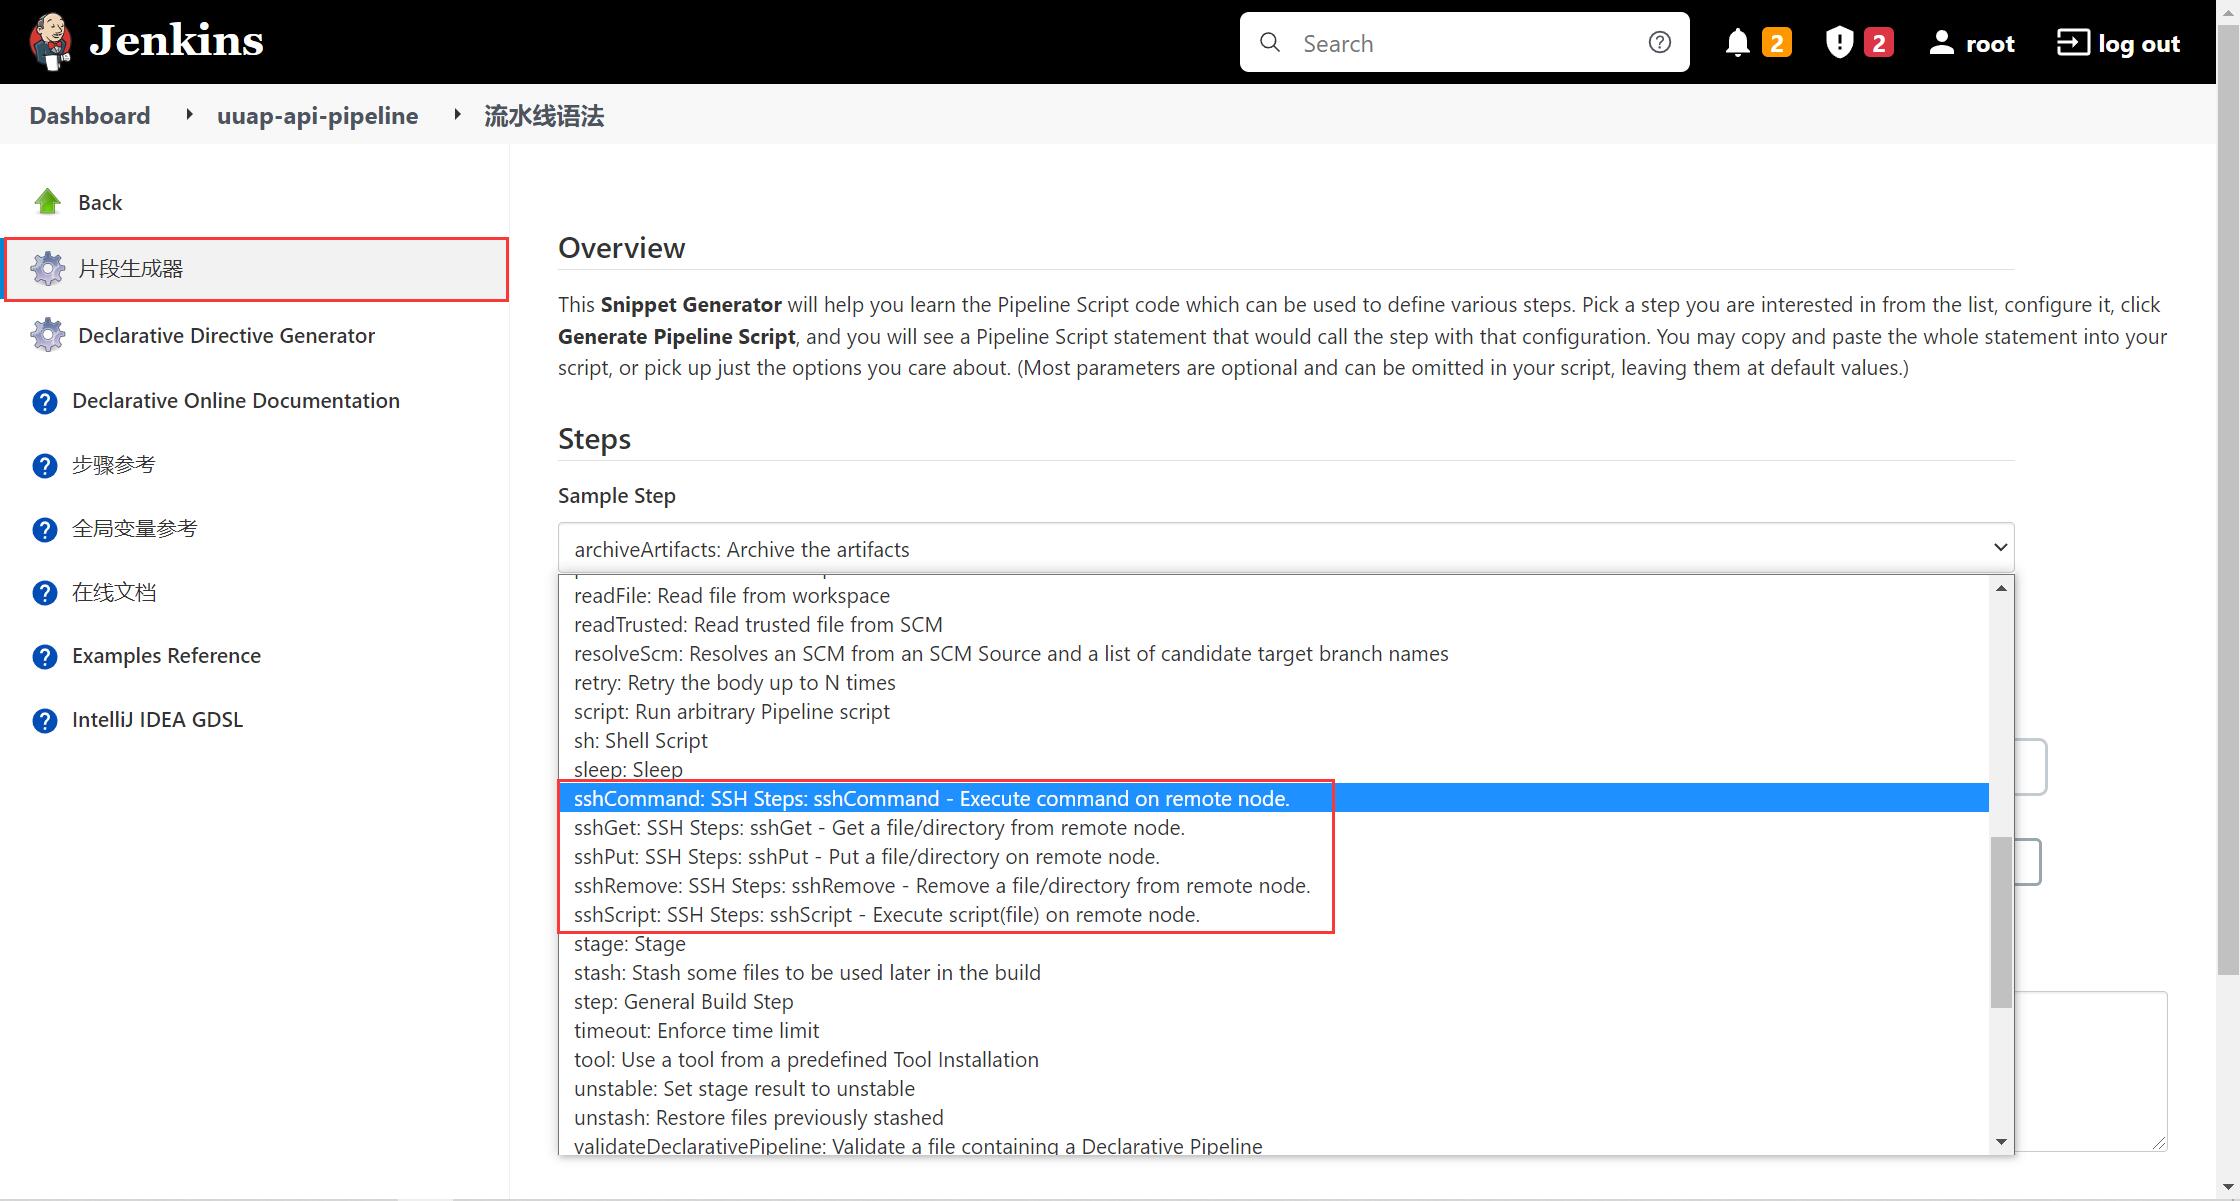 Jenkins
Search
2
2
root
log out
Dashboard
uuap-api-pipeline
流水线语法
Back
片段生成器
Declarative Directive Generator
Declarative Online Documentation
步骤参考
全局变量参考
在线文档
Examples Reference
IntelliJ IDEA GDSL
Overview
This Snippet Generator will help you learn the Pipeline Script code which can be used to define various steps. Pick a step you are interested in from the list, configure it, click
Generate Pipeline Script, and you will see a Pipeline Script statement that would call the step with that configuration. You may copy and paste the whole statement into your
script, or pick up just the options you care about. (Most parameters are optional and can be omitted in your script, leaving them at default values.)
Steps
Sample Step
archiveArtifacts: Archive the artifacts
readFile: Read file from workspace
readTrusted: Read trusted file from SCM
resolveScm: Resolves an SCM from an SCM Source and a list of candidate target branch names
retry: Retry the body up to N times
script: Run arbitrary Pipeline script
sh: Shell Script
sleep: Sleep
sshCommand: SSH Steps: sshCommand - Execute command on remote node.
sshGet: SSH Steps: sshGet - Get a file/directory from remote node.
sshPut: SSH Steps: sshPut - Put a file/directory on remote node.
sshRemove: SSH Steps: sshRemove - Remove a file/directory from remote node.
sshScript: SSH Steps: sshScript - Execute script(file) on remote node.
stage: Stage
stash: Stash some files to be used later in the build
step: General Build Step
timeout: Enforce time limit
tool: Use a tool from a predefined Tool Installation
unstable: Set stage result to unstable
unstash: Restore files previously stashed
validateDeclarativePipeline: Validate a file containing a Declarative Pipeline